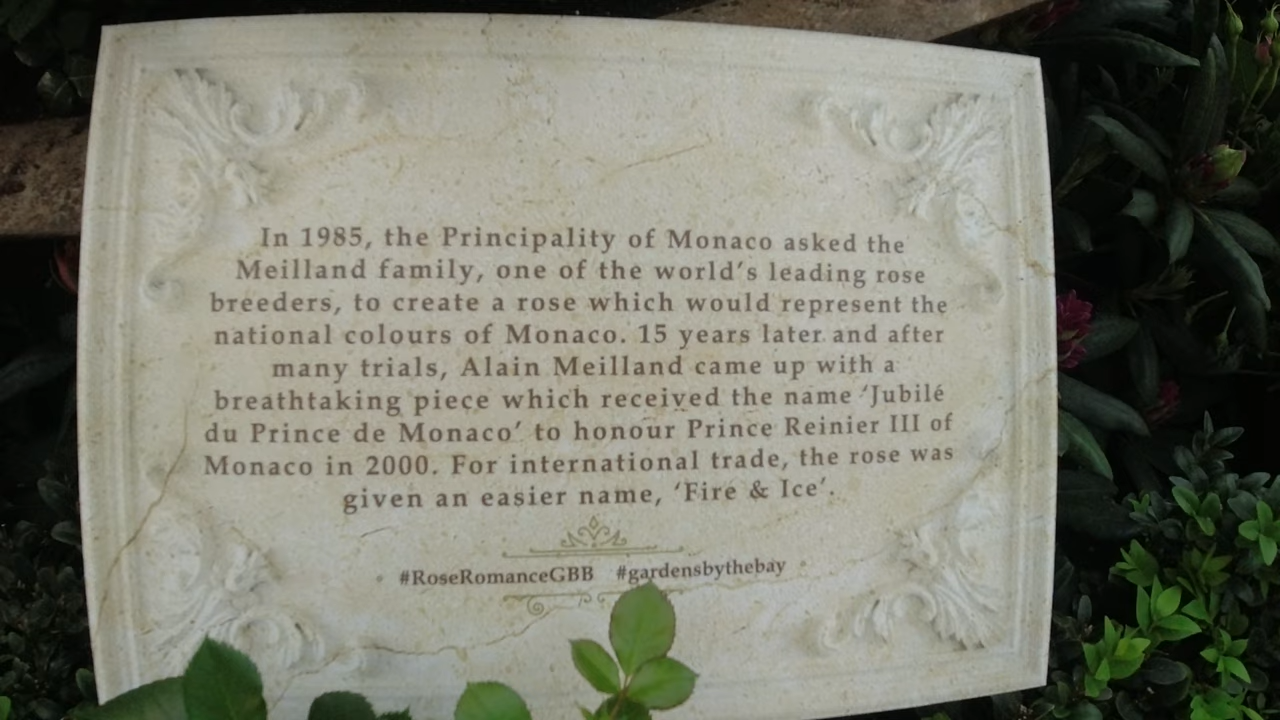 In 1985, the Principality of Monaco asked the
Meilland family, one of the world's leading rose
breeders, to create a rose which would represent the
national colours of Monaco. 15 years later and after
many trials, Alain Meilland came up with a
breathtaking piece which received the name 'Jubilé
du Prince de Monaco' to honour Prince Reinier III of
Monaco in 2000. For international trade, the rose was
given an easier name, 'Fire & Ice'.
#RoseRomanceGBB #gardensbythebay